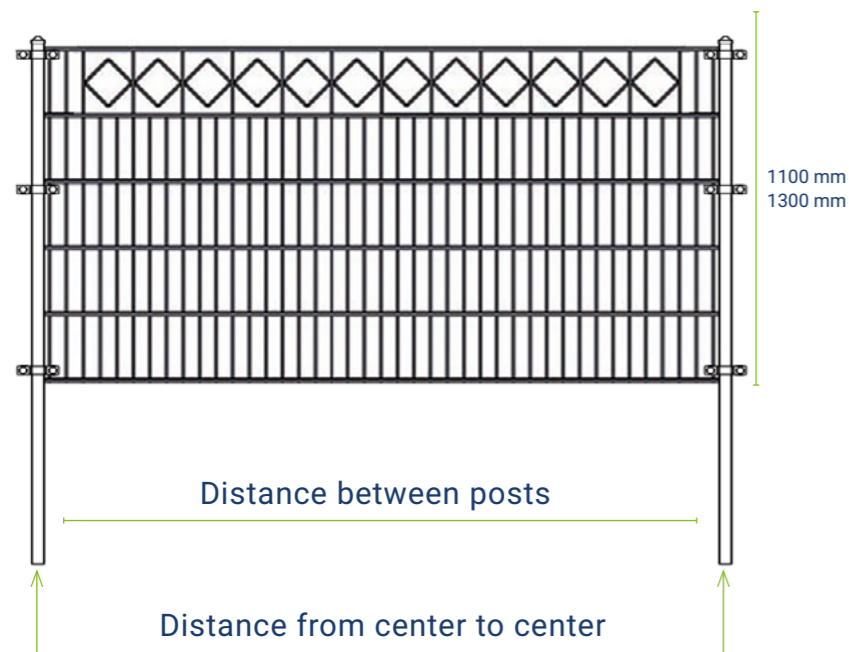 1100 mm
1300 mm
Distance between posts
Distance from center to center